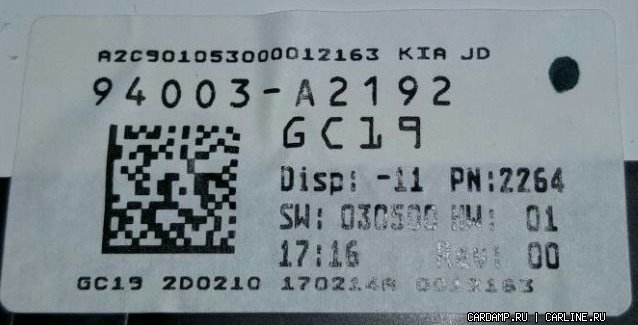 A2C901053000012163 KIA JD
94003-A2192
GC19
Disp: -11 PN:2264
SW: 030500 HW: 01
17:16 Rev: 00
GC19 2D0210 170214A 0012163
CARDAMP.RU | CARLINE.RU